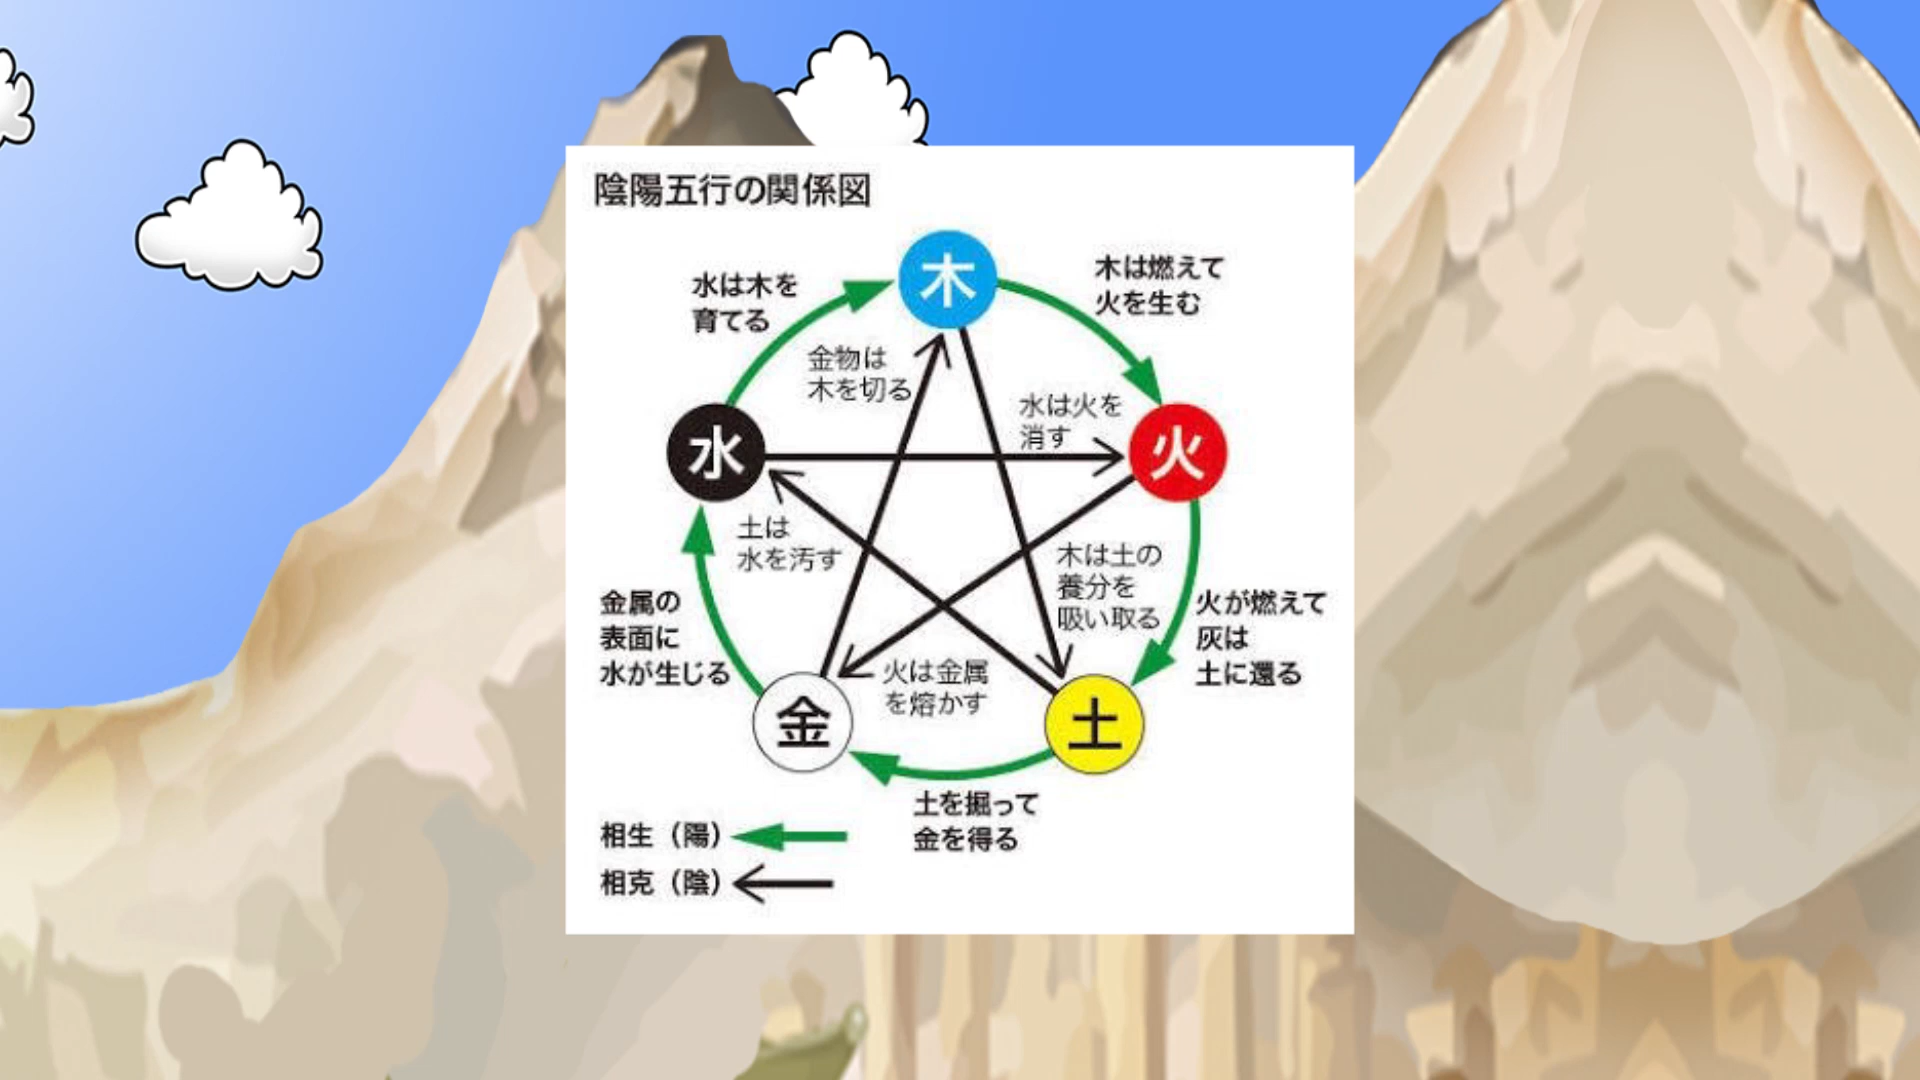 陰陽五行の関係図
木
水は木を
育てる
木は燃えて
火を生む
金物は
木を切る
水は火を
消す
水
火
土は
水を汚す
木は土の
養分を
吸い取る
金属の
表面に
水が生じる
火が燃えて
灰は
土に還る
火は金属
を熔かす
金
土
土を掘って
金を得る
相生（陽）
相克（陰）